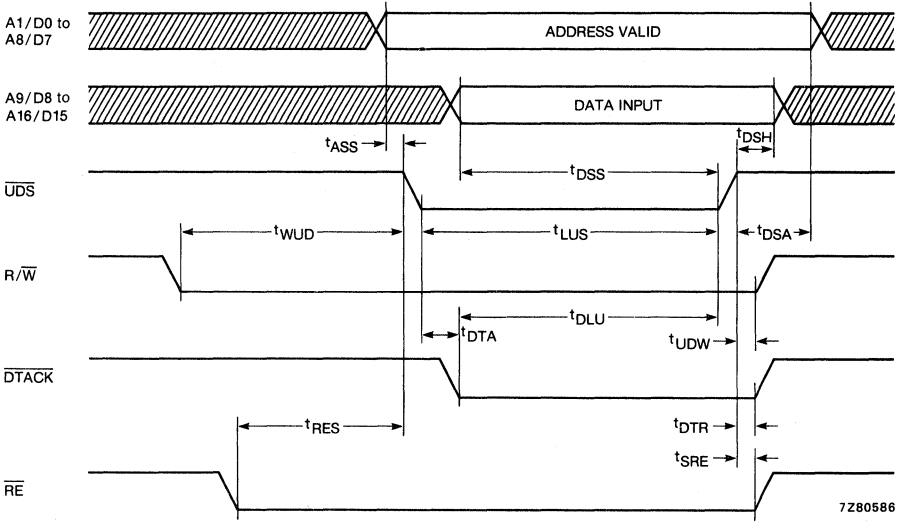 A1/D0 to
A8/D7
ADDRESS VALID
A9/D8 to
A16/D15
DATA INPUT
tASS
tDSH
UDS
tDSS
tWUD
tLUS
tDSA
R/W
tDLU
tDTA
tUDW
DTACK
tRES
tDTR
tSRE
RE
7Z80586